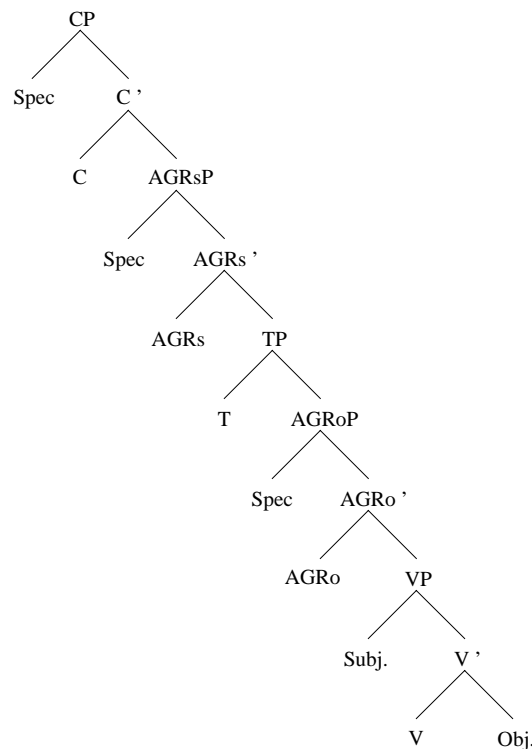 CP
Spec C ’
C AGRsP
Spec AGRs ’
AGRs TP
T AGRoP
Spec AGRo ’
AGRo VP
Subj. V ’
V Obj.